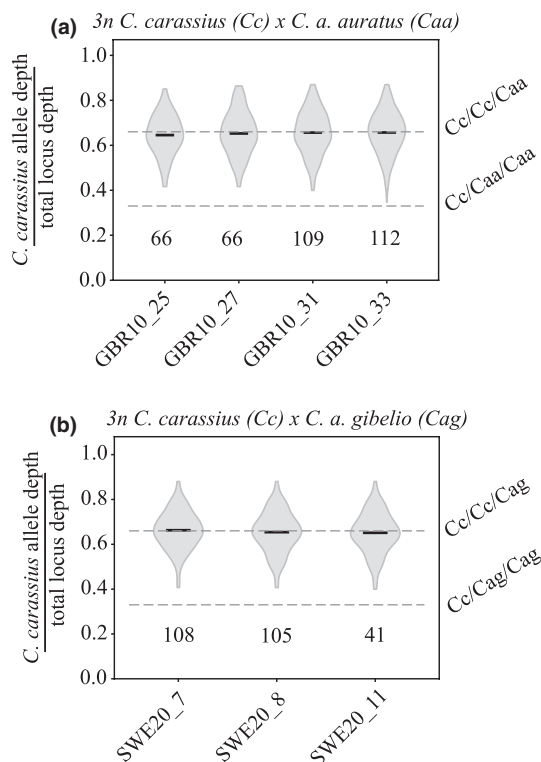 (a) 3n C. carassius (Cc) x C. a. auratus (Caa)
C. carassius allele depth
total locus depth
1.0
0.8
0.6
0.4
0.2
0.0
Cc/Cc/Caa
Cc/Caa/Caa
66 66 109 112
GBR10_25 GBR10_27 GBR10_31 GBR10_33
3n C. carassius (Cc) x C. a. gibelio (Cag)
(b)
C. carassius allele depth
total locus depth
1.0
0.8
0.6
0.4
0.2
0.0
Cc/Cc/Cag
Cc/Cag/Cag
108 105 41
SWE20_7 SWE20_8 SWE20_11